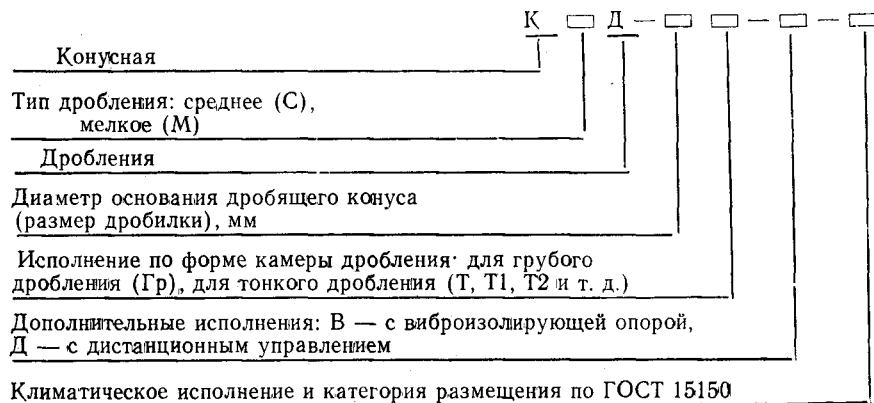 К □ Д — □ □ — □ — □
Конусная
Тип дробления: среднее (С),
мелкое (М)
Дробления
Диаметр основания дробящего конуса
(размер дробилки), мм
Исполнение по форме камеры дробления· для грубого
дробления (Гр),, для тонкого дробления (Т, Т1, Т2 и т. д.)
Дополнительные исполнения: В — с виброизолирующей опорой,
Д — с дистанционным управлением
Климатическое исполнение и категория размещения по ГОСТ 15150